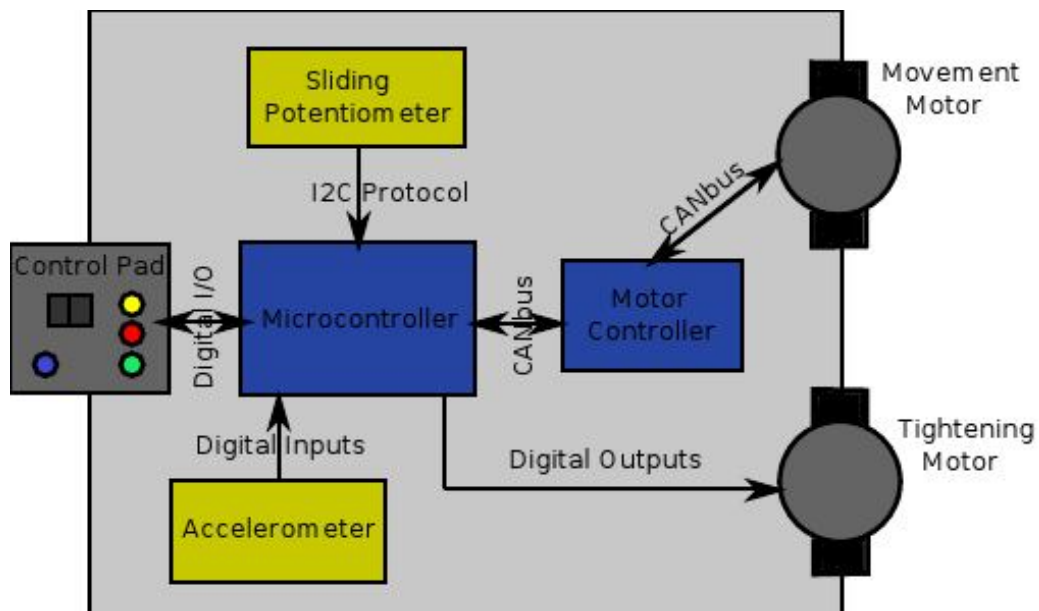 Sliding
Potentiometer
Movement
Motor
I2C Protocol
CANbus
Control Pad
Digital I/O
Microcontroller
CANbus
Motor
Controller
Digital Inputs
Digital Outputs
Tightening
Motor
Accelerometer